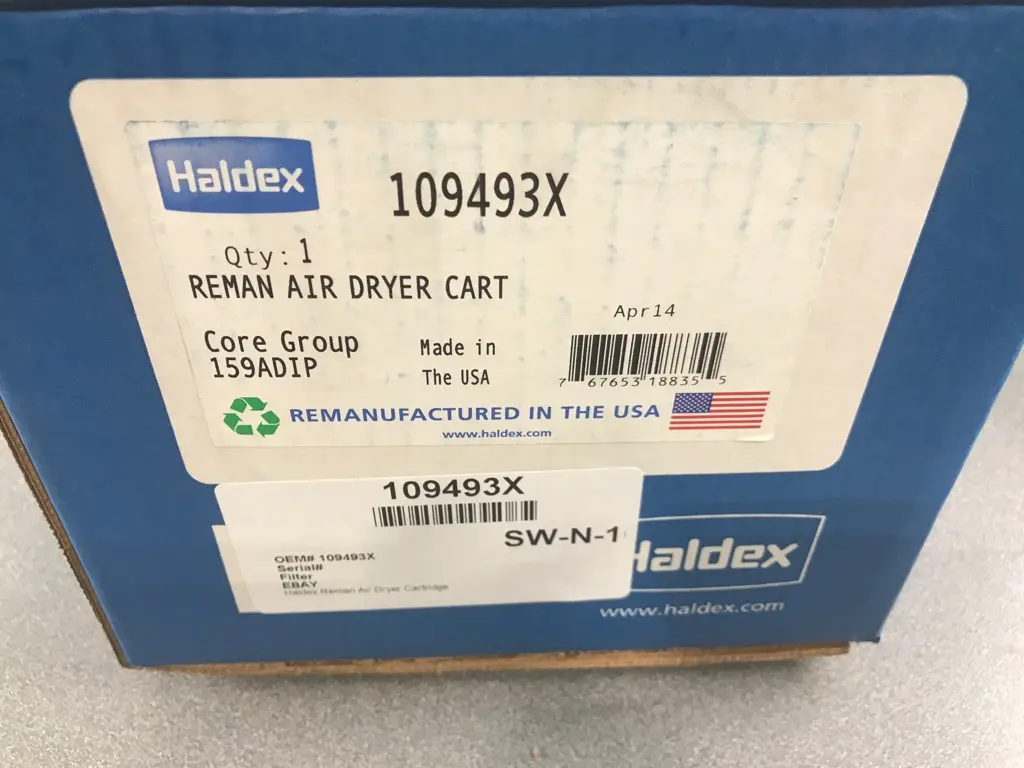 Haldex
109493X
Qty: 1
REMAN AIR DRYER CART
Apr14
Core Group
159ADIP
Made in
The USA
7 67653 18835 5
REMANUFACTURED IN THE USA
www.haldex.com
109493X
SW-N-1
OEM# 109493X
Serial#
Filter
EBAY
Haldex Reman Air Dryer Cartridge
Haldex
www.haldex.com